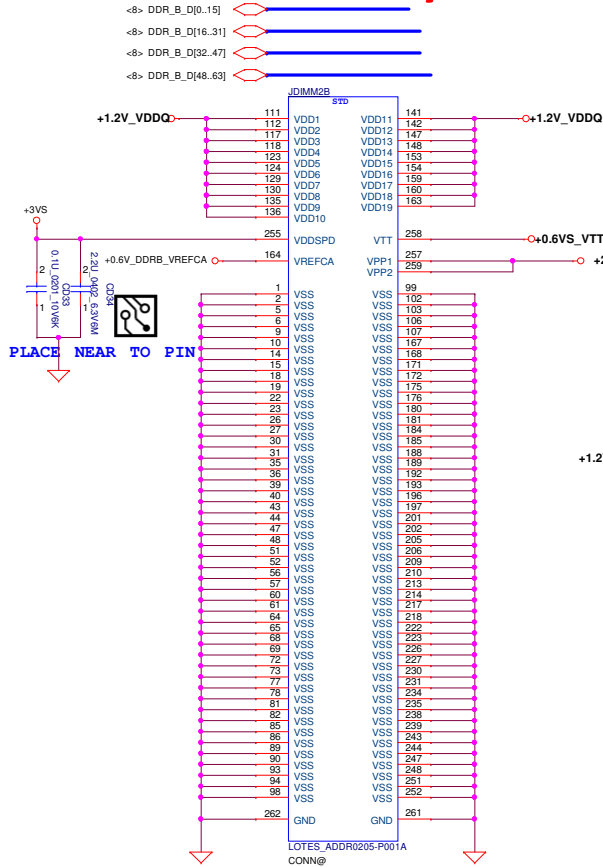 <8> DDR_B_D[0..15]
<8> DDR_B_D[16..31]
<8> DDR_B_D[32..47]
<8> DDR_B_D[48..63]
JDIMM2B
STD
+1.2V_VDDQ 111 VDD1 VDD11 141 +1.2V_VDDQ
112 VDD2 VDD12 142
117 VDD3 VDD13 147
118 VDD4 VDD14 148
123 VDD5 VDD15 153
124 VDD6 VDD16 154
129 VDD7 VDD17 159
130 VDD8 VDD18 160
135 VDD9 VDD19 163
136 VDD10
+3VS
255 VDDSPD VTT 258 +0.6VS_VTT
+0.6V_DDRB_VREFCA 164 VREFCA VPP1 257
VPP2 259
2 1 CD33 0.1U_0201_10V6K
2 1 CD34 2.2U_0402_6.3V6M
PLACE NEAR TO PIN
1 VSS VSS 99
2 VSS VSS 102
5 VSS VSS 103
6 VSS VSS 106
9 VSS VSS 107
10 VSS VSS 167
14 VSS VSS 168
15 VSS VSS 171
18 VSS VSS 172
19 VSS VSS 175
22 VSS VSS 176
23 VSS VSS 180
26 VSS VSS 181
27 VSS VSS 184
30 VSS VSS 185
31 VSS VSS 188
35 VSS VSS 189
36 VSS VSS 192
39 VSS VSS 193
40 VSS VSS 196
43 VSS VSS 197
44 VSS VSS 201
47 VSS VSS 202
48 VSS VSS 205
51 VSS VSS 206
52 VSS VSS 209
56 VSS VSS 210
57 VSS VSS 213
60 VSS VSS 214
61 VSS VSS 217
64 VSS VSS 218
65 VSS VSS 222
68 VSS VSS 223
69 VSS VSS 226
72 VSS VSS 227
73 VSS VSS 230
77 VSS VSS 231
78 VSS VSS 234
81 VSS VSS 235
82 VSS VSS 238
85 VSS VSS 239
86 VSS VSS 243
89 VSS VSS 244
90 VSS VSS 247
93 VSS VSS 248
94 VSS VSS 251
98 VSS VSS 252
262 GND GND 261
LOTES_ADDR0205-P001A
CONN@